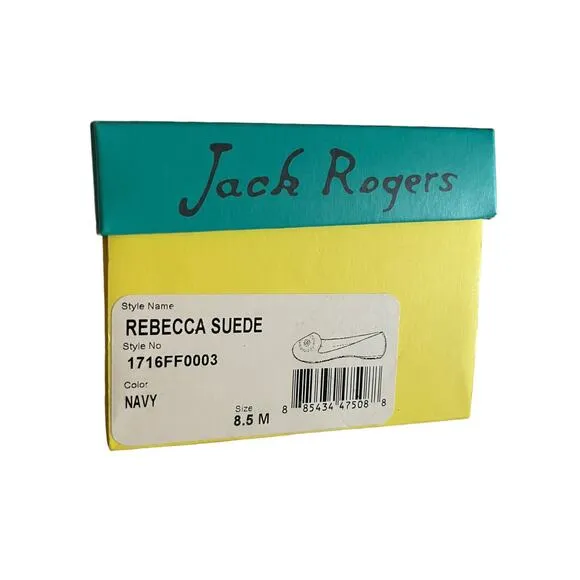 Jack Rogers
Style Name
REBECCA SUEDE
Style No
1716FF0003
Color
NAVY
Size
8.5 M
8 85434 47508 8